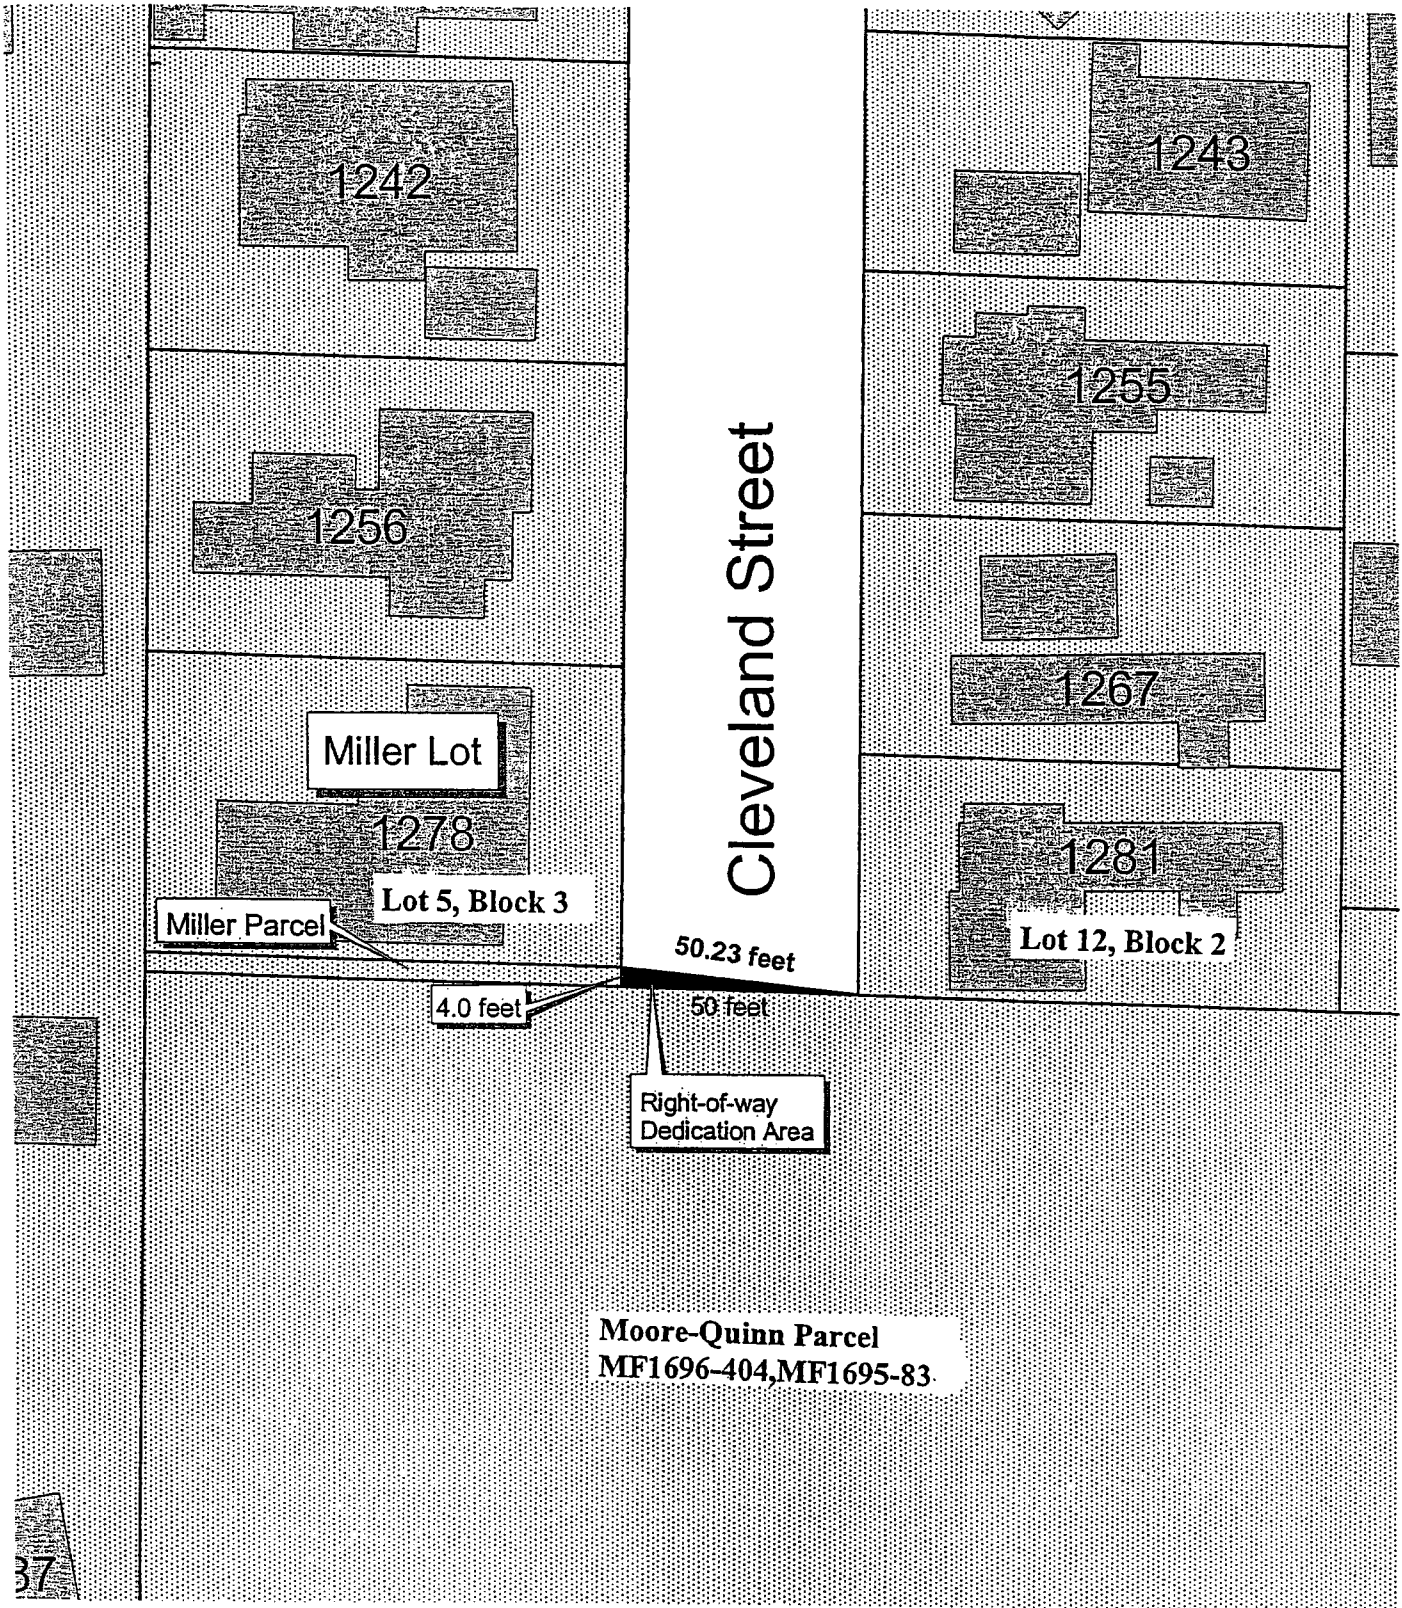 1242
1243
1255
1256
Cleveland Street
1267
Miller Lot
1278
1281
Lot 5, Block 3
Miller Parcel
Lot 12, Block 2
50.23 feet
4.0 feet
50 feet
Right-of-way
Dedication Area
Moore-Quinn Parcel
MF1696-404,MF1695-83
37